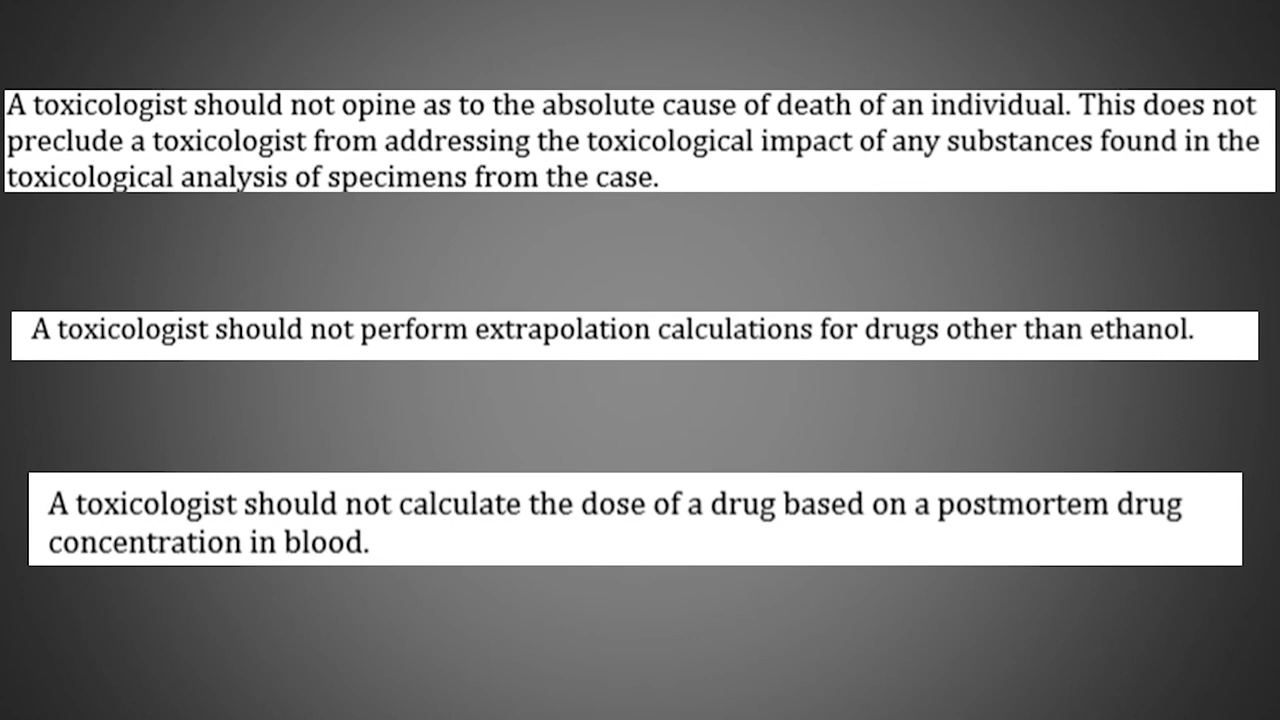 A toxicologist should not opine as to the absolute cause of death of an individual. This does not
preclude a toxicologist from addressing the toxicological impact of any substances found in the
toxicological analysis of specimens from the case.
A toxicologist should not perform extrapolation calculations for drugs other than ethanol.
A toxicologist should not calculate the dose of a drug based on a postmortem drug
concentration in blood.